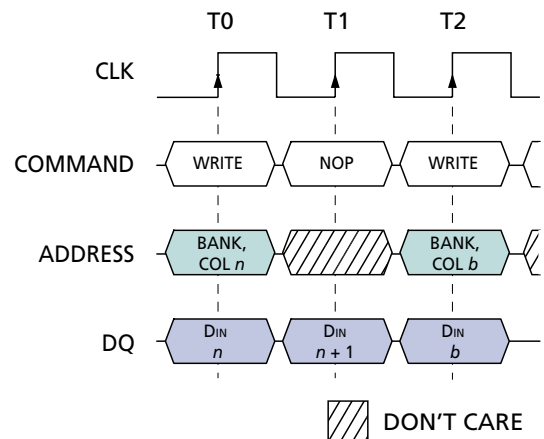 T0 T1 T2
CLK
COMMAND WRITE NOP WRITE
ADDRESS BANK, COL n BANK, COL b
DQ DIN n DIN n + 1 DIN b
DON'T CARE